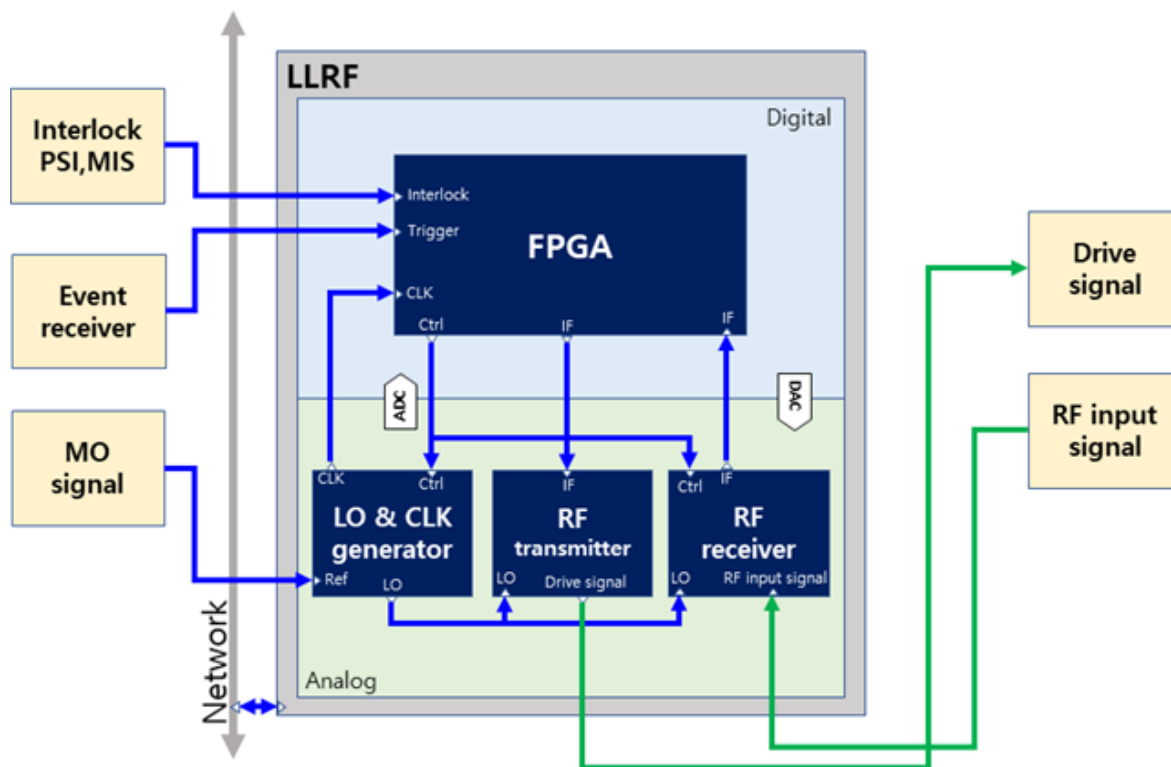 LLRF
Digital
Interlock
PSI,MIS
Interlock
Trigger
FPGA
CLK
Ctrl
IF
IF
Event
receiver
Drive
signal
ADC
DAC
MO
signal
RF input
signal
CLK
Ctrl
LO & CLK
generator
Ref
LO
IF
RF
transmitter
LO
Drive signal
Ctrl
IF
RF
receiver
LO
RF input signal
Analog
Network